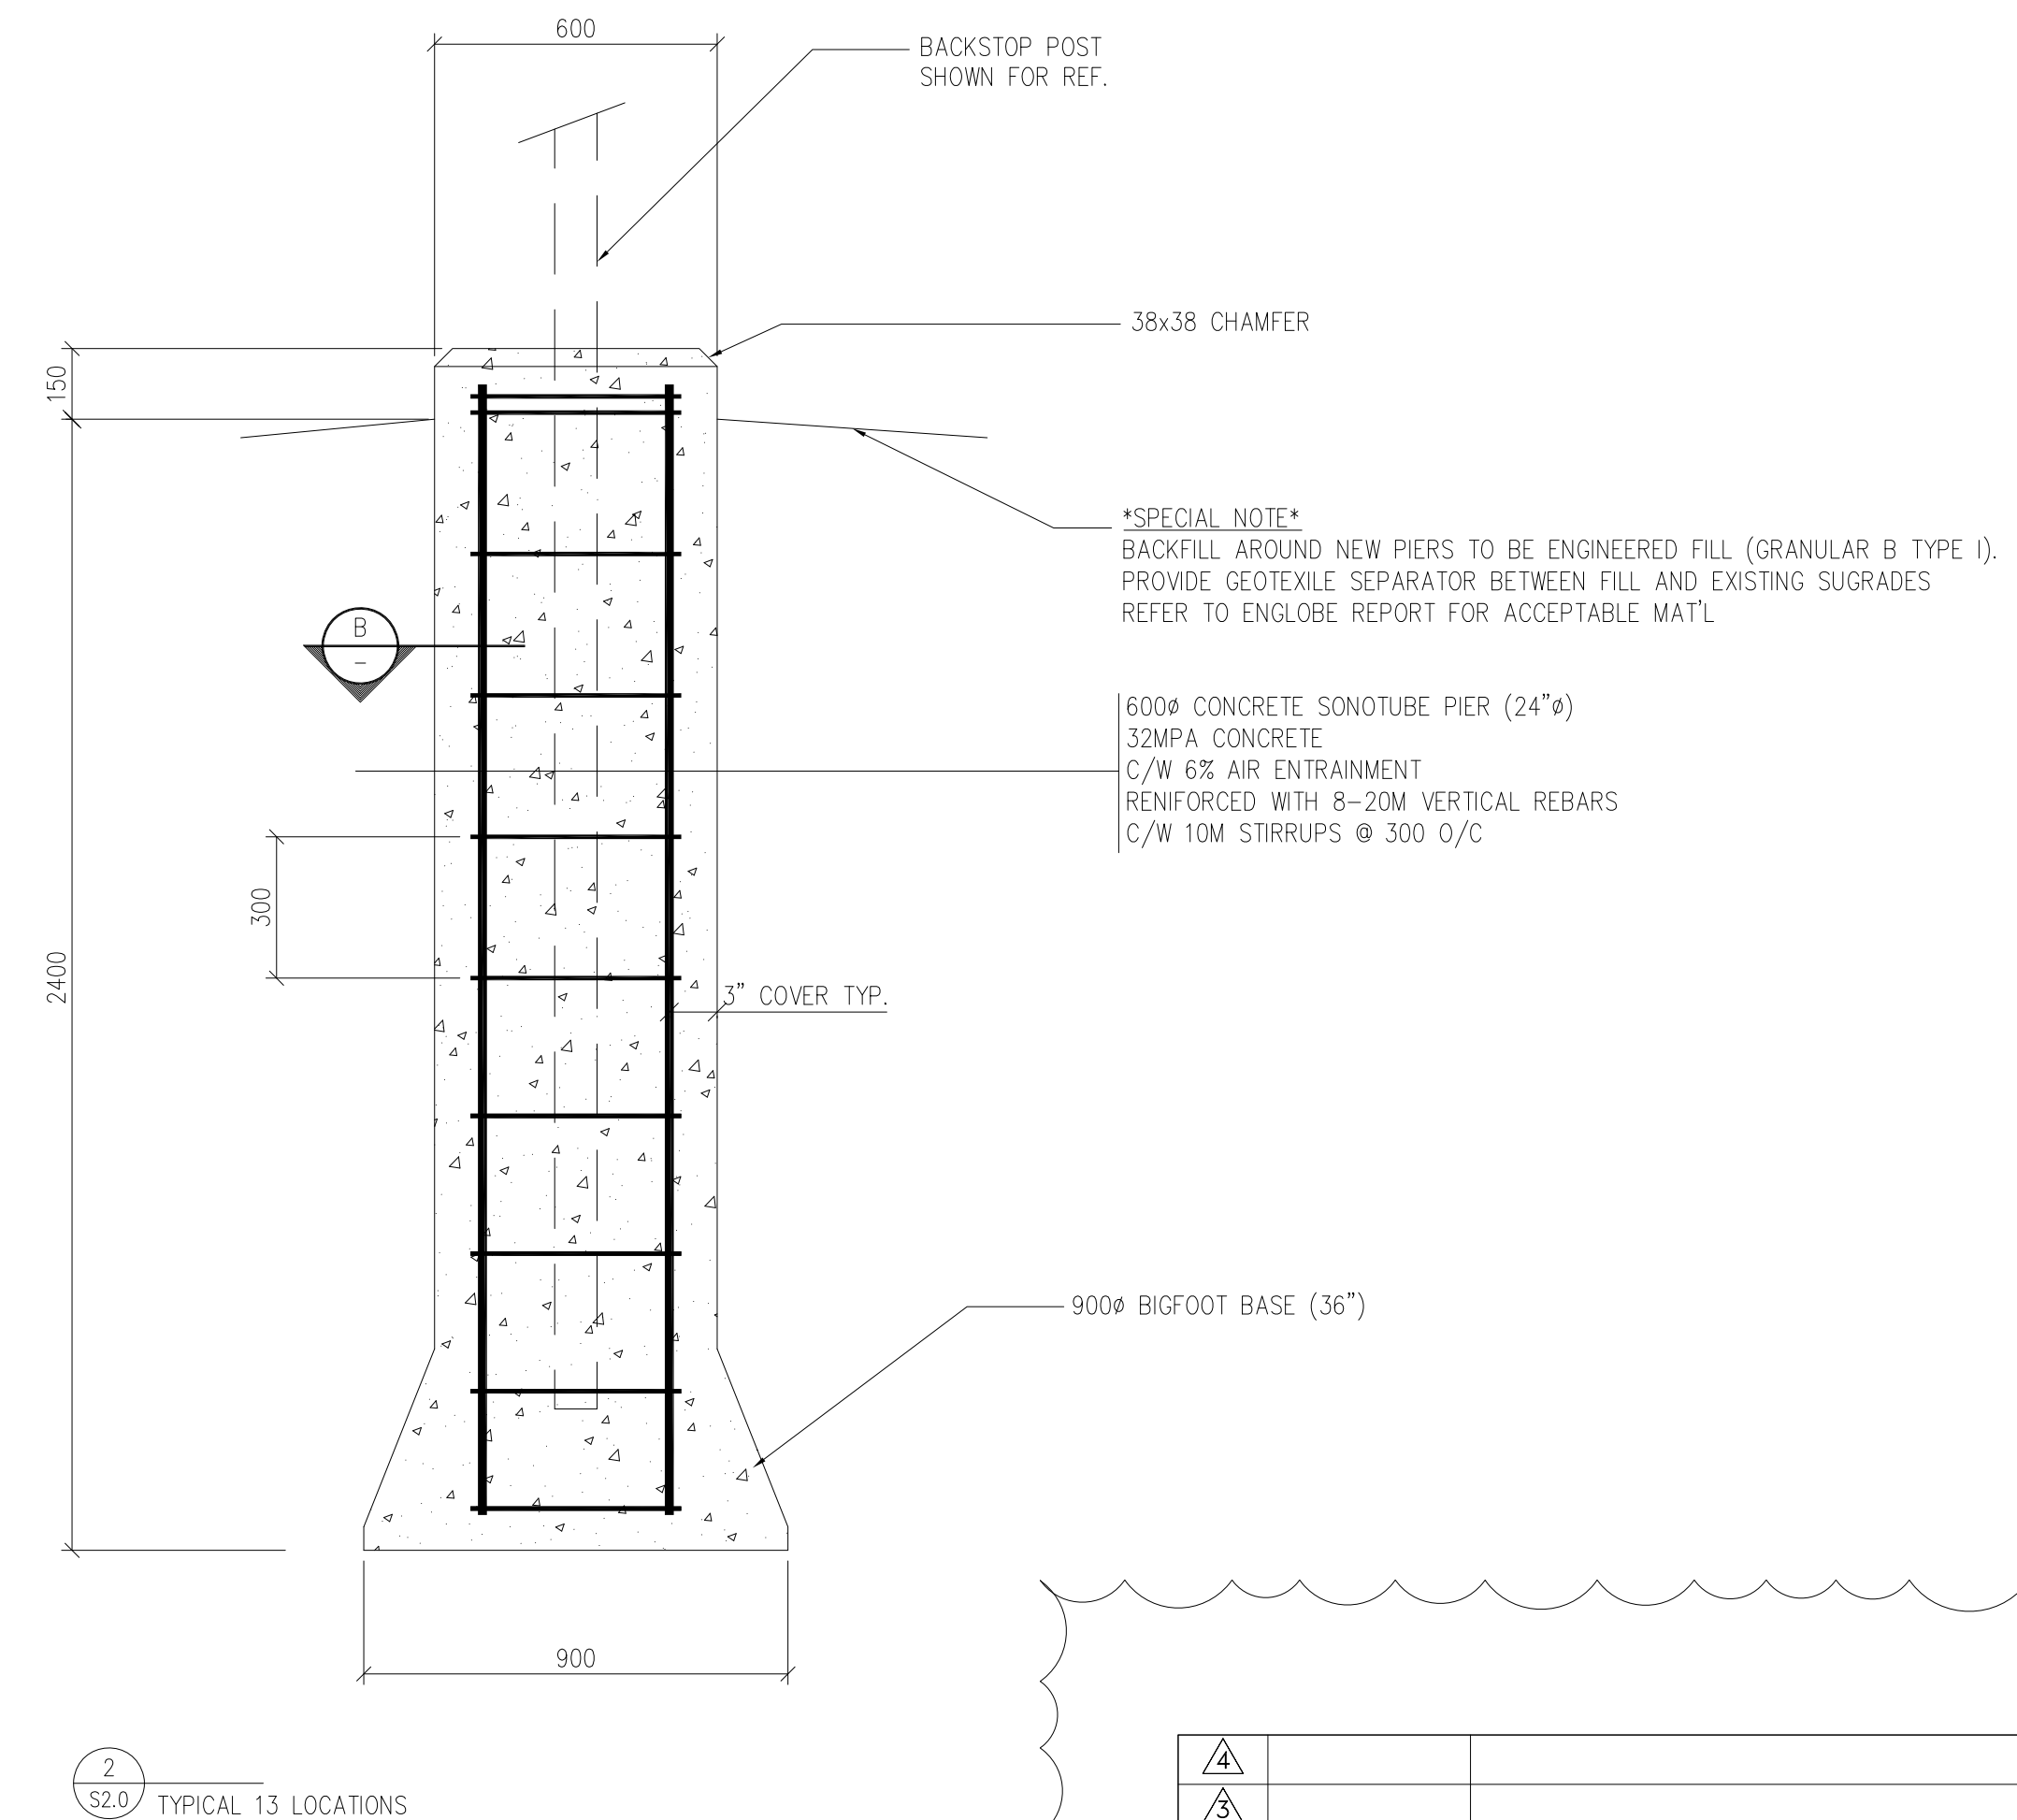 600
BACKSTOP POST
SHOWN FOR REF.
38x38 CHAMFER
150
*SPECIAL NOTE*
BACKFILL AROUND NEW PIERS TO BE ENGINEERED FILL (GRANULAR B TYPE I).
PROVIDE GEOTEXILE SEPARATOR BETWEEN FILL AND EXISTING SUGRADES
REFER TO ENGLOBE REPORT FOR ACCEPTABLE MAT'L
B
-
600ø CONCRETE SONOTUBE PIER (24"ø)
32MPA CONCRETE
C/W 6% AIR ENTRAINMENT
RENIFORCED WITH 8-20M VERTICAL REBARS
C/W 10M STIRRUPS @ 300 O/C
300
2400
3" COVER TYP.
900ø BIGFOOT BASE (36")
900
2
S2.0
TYPICAL 13 LOCATIONS
4
3